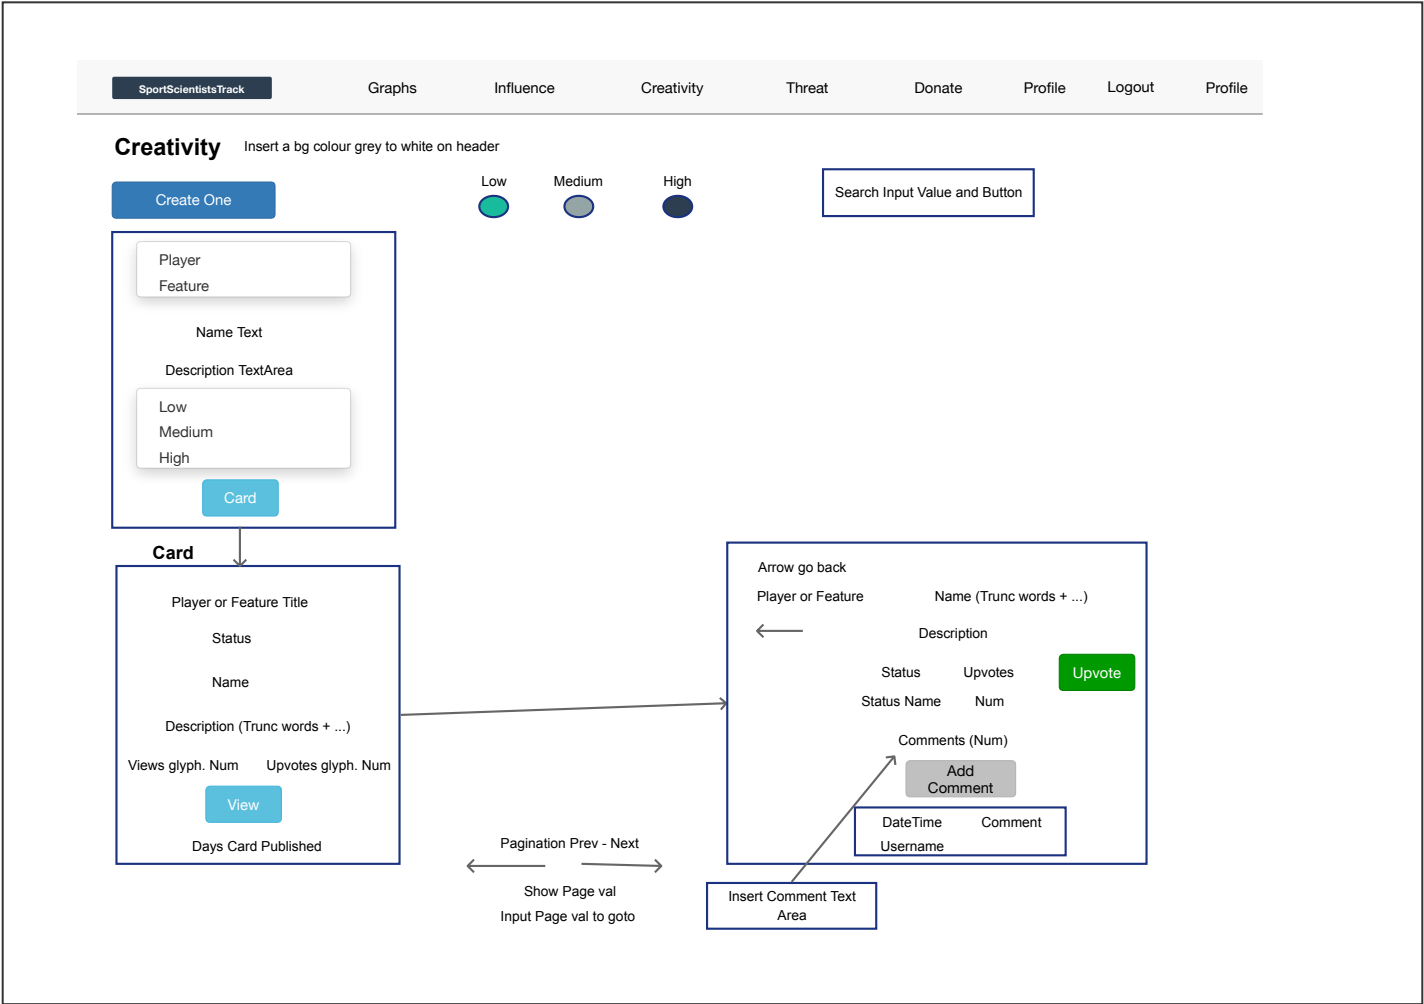 SportScientistsTrack Graphs Influence Creativity Threat Donate Profile Logout Profile
Creativity Insert a bg colour grey to white on header
Create One
Low Medium High
Search Input Value and Button
Player
Feature
Name Text
Description TextArea
Low
Medium
High
Card
Card
Player or Feature Title
Status
Name
Description (Trunc words + ...)
Views glyph. Num Upvotes glyph. Num
View
Days Card Published
Arrow go back
Player or Feature Name (Trunc words + ...)
Description
Status Upvotes Upvote
Status Name Num
Comments (Num)
Add
Comment
DateTime Comment
Username
Pagination Prev - Next
Show Page val
Input Page val to goto
Insert Comment Text
Area